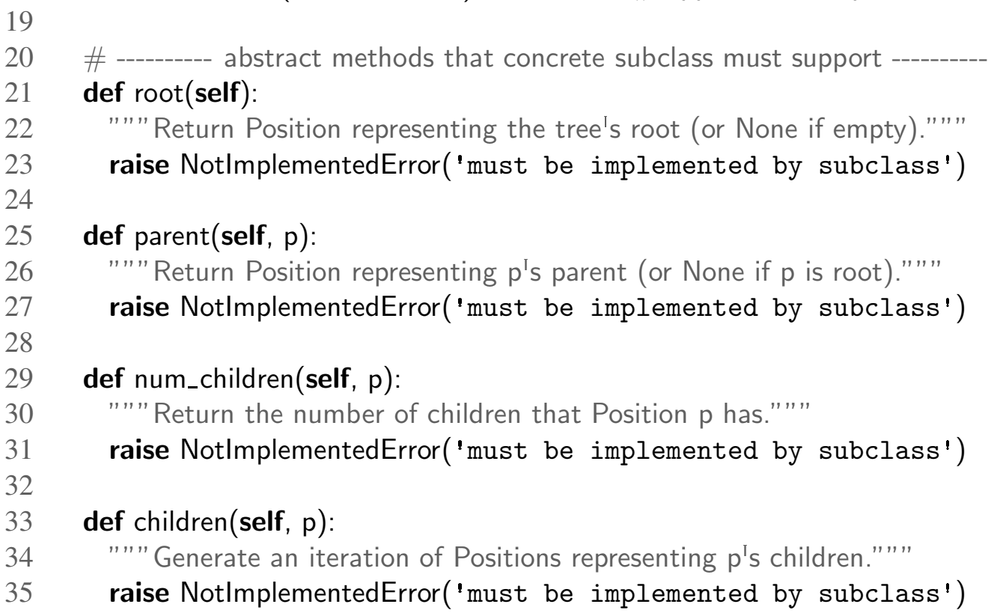 19
20 # ---------- abstract methods that concrete subclass must support ----------
21 def root(self):
22 """Return Position representing the tree's root (or None if empty)."""
23 raise NotImplementedError('must be implemented by subclass')
24
25 def parent(self, p):
26 """Return Position representing p's parent (or None if p is root)."""
27 raise NotImplementedError('must be implemented by subclass')
28
29 def num_children(self, p):
30 """Return the number of children that Position p has."""
31 raise NotImplementedError('must be implemented by subclass')
32
33 def children(self, p):
34 """Generate an iteration of Positions representing p's children."""
35 raise NotImplementedError('must be implemented by subclass')